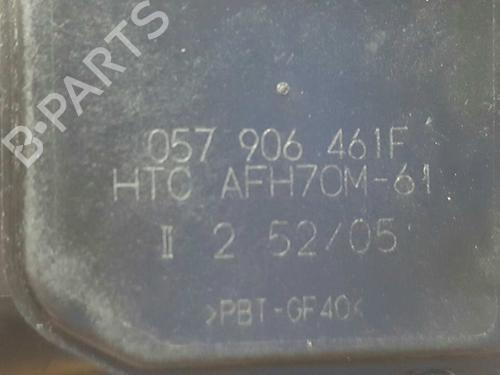 B-PARTS
057 906 461F
HTC AFH70M-61
II 2 52/05
>PBT-GF40<